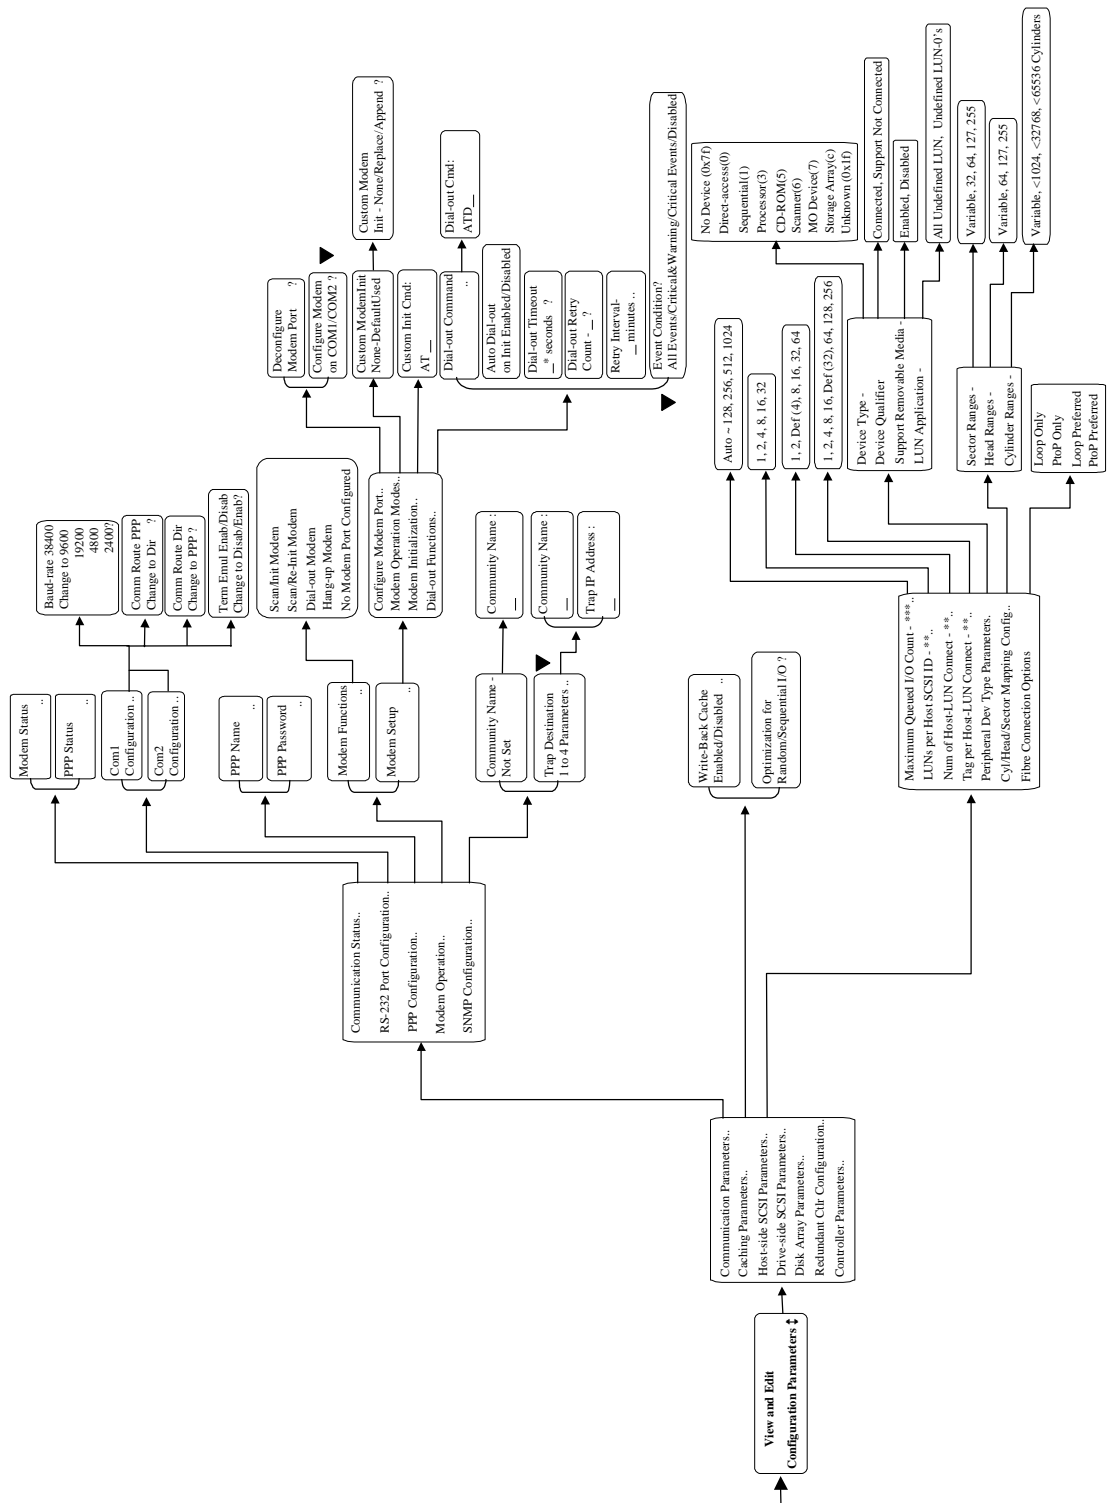 View and Edit
Configuration Parameters ↕
Communication Parameters..
Caching Parameters..
Host-side SCSI Parameters..
Drive-side SCSI Parameters..
Disk Array Parameters..
Redundant Ctlr Configuration..
Controller Parameters..
Communication Status..
RS-232 Port Configuration..
PPP Configuration..
Modem Operation..
SNMP Configuration..
Modem Status ..
PPP Status ..
Com1
Configuration ..
Com2
Configuration ..
Baud-rate 38400
Change to 9600
19200
4800
2400?
Comm Route PPP
Change to Dir ?
Comm Route Dir
Change to PPP ?
Term Emul Enab/Disab
Change to Disab/Enab?
PPP Name ..
PPP Password ..
Modem Functions ..
Modem Setup ..
Scan/Init Modem
Scan/Re-Init Modem
Dial-out Modem
Hang-up Modem
No Modem Port Configured
Configure Modem Port..
Modem Operation Modes..
Modem Initialization..
Dial-out Functions..
Deconfigure
Modem Port ?
Configure Modem
on COM1/COM2 ?
Custom ModemInit
None-DefaultUsed
Custom Modem
Init - None/Replace/Append ?
Custom Init Cmd:
AT __
Dial-out Command
..
Dial-out Cmd:
ATD__
Auto Dial-out
on Init Enabled/Disabled
Dial-out Timeout
__* seconds ?
Dial-out Retry
Count - __ ?
Retry Interval-
__ minutes ..
Event Condition?
All Events/Critical&Warning/Critical Events/Disabled
Community Name -
Not Set
Trap Destination
1 to 4 Parameters ..
Community Name :
__
Community Name :
__
Trap IP Address :
__
Write-Back Cache
Enabled/Disabled ..
Optimization for
Random/Sequential I/O ?
Maximum Queued I/O Count - ***..
LUNs per Host SCSI ID - **..
Num of Host-LUN Connect - **..
Tag per Host-LUN Connect - **..
Peripheral Dev Type Parameters.
Cyl/Head/Sector Mapping Config..
Fibre Connection Options
Auto ~ 128, 256, 512, 1024
1, 2, 4, 8, 16, 32
1, 2, Def (4), 8, 16, 32, 64
1, 2, 4, 8, 16, Def (32), 64, 128, 256
Device Type -
Device Qualifier
Support Removable Media -
LUN Application -
No Device (0x7f)
Direct-access(0)
Sequential(1)
Processor(3)
CD-ROM(5)
Scanner(6)
MO Device(7)
Storage Array(c)
Unknown (0x1f)
Connected, Support Not Connected
Enabled, Disabled
All Undefined LUN, Undefined LUN-0's
Sector Ranges -
Head Ranges -
Cylinder Ranges -
Variable, 32, 64, 127, 255
Variable, 64, 127, 255
Variable, <1024, <32768, <65536 Cylinders
Loop Only
PtoP Only
Loop Preferred
PtoP Preferred